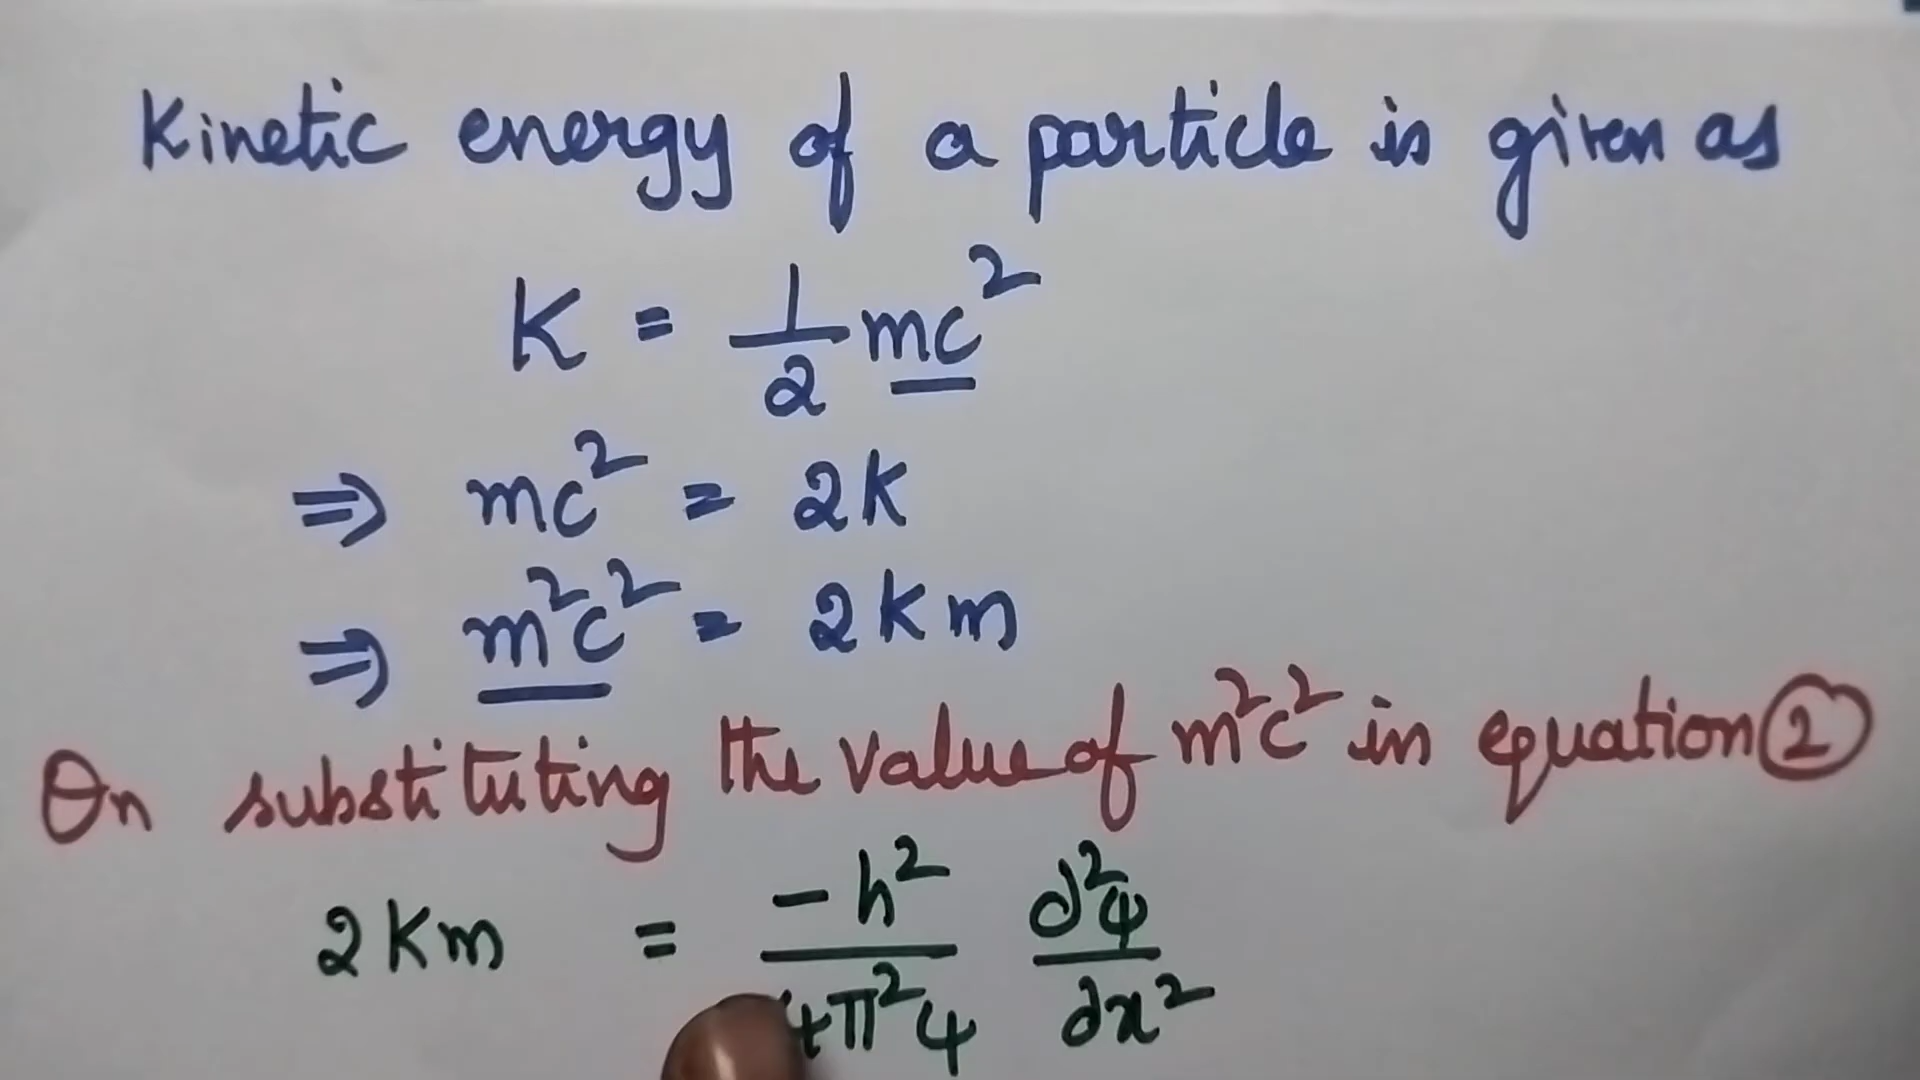 Kinetic energy of a particle is given as
K = 1/2 mc²
⇒ mc² = 2K
⇒ m²c² = 2Km
On substituting the value of m²c² in equation ②
2Km = -h²/4π²ψ d²ψ/dx²